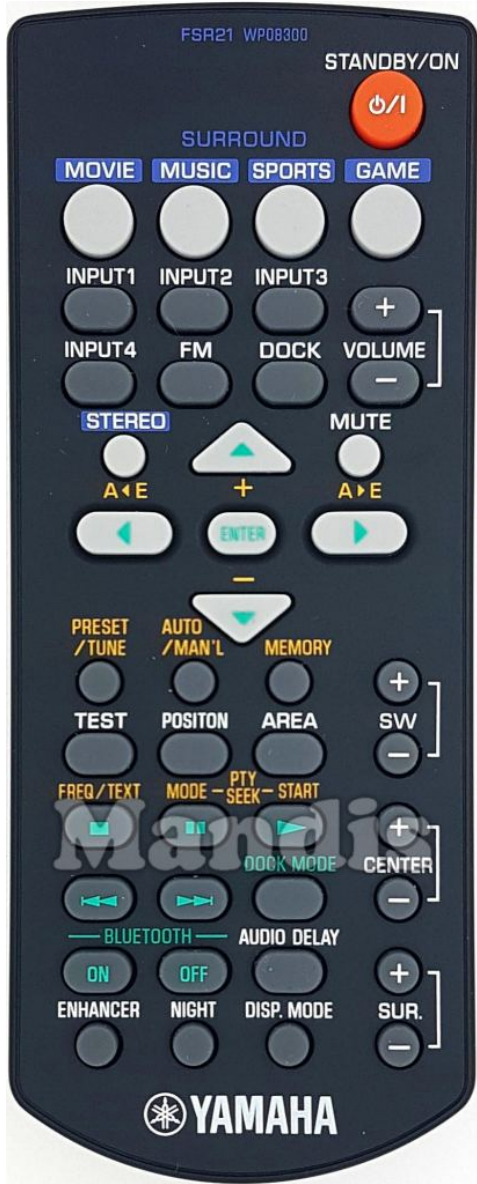 FSR21 WP08300
STANDBY/ON
⏻/I
SURROUND
MOVIE MUSIC SPORTS GAME
INPUT1 INPUT2 INPUT3
+
INPUT4 FM DOCK VOLUME
–
STEREO MUTE
A◂E + A▸E
ENTER
–
PRESET AUTO
/TUNE /MAN'L MEMORY
+
TEST POSITON AREA SW
–
FREQ/TEXT MODE – PTY SEEK – START
Mandis
+
DOCK MODE CENTER
–
BLUETOOTH AUDIO DELAY
ON OFF +
ENHANCER NIGHT DISP. MODE SUR.
–
YAMAHA